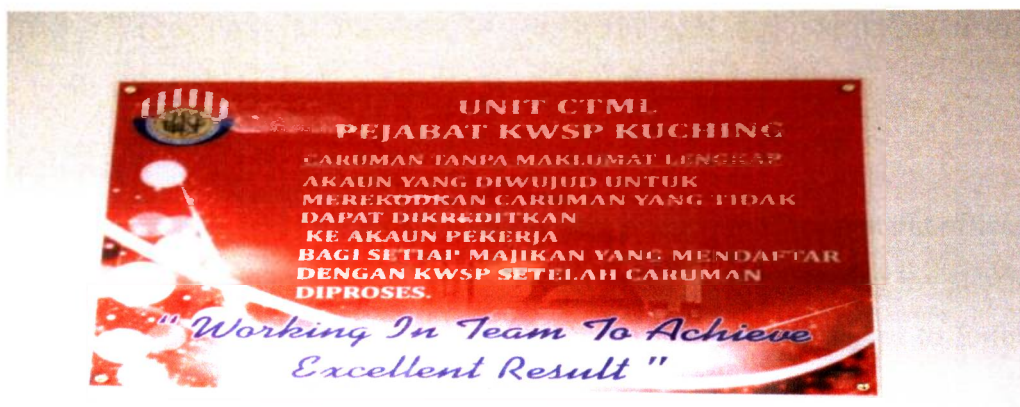 UNIT CTML
PEJABAT KWSP KUCHING
CARUMAN TANPA MAKLUMAT LENGKAP
AKAUN YANG DIWUJUD UNTUK
MEREKODKAN CARUMAN YANG TIDAK
DAPAT DIKREDITKAN
KE AKAUN PEKERJA
BAGI SETIAP MAJIKAN YANG MENDAFTAR
DENGAN KWSP SETELAH CARUMAN
DIPROSES.
" Working In Team To Achieve
Excellent Result "